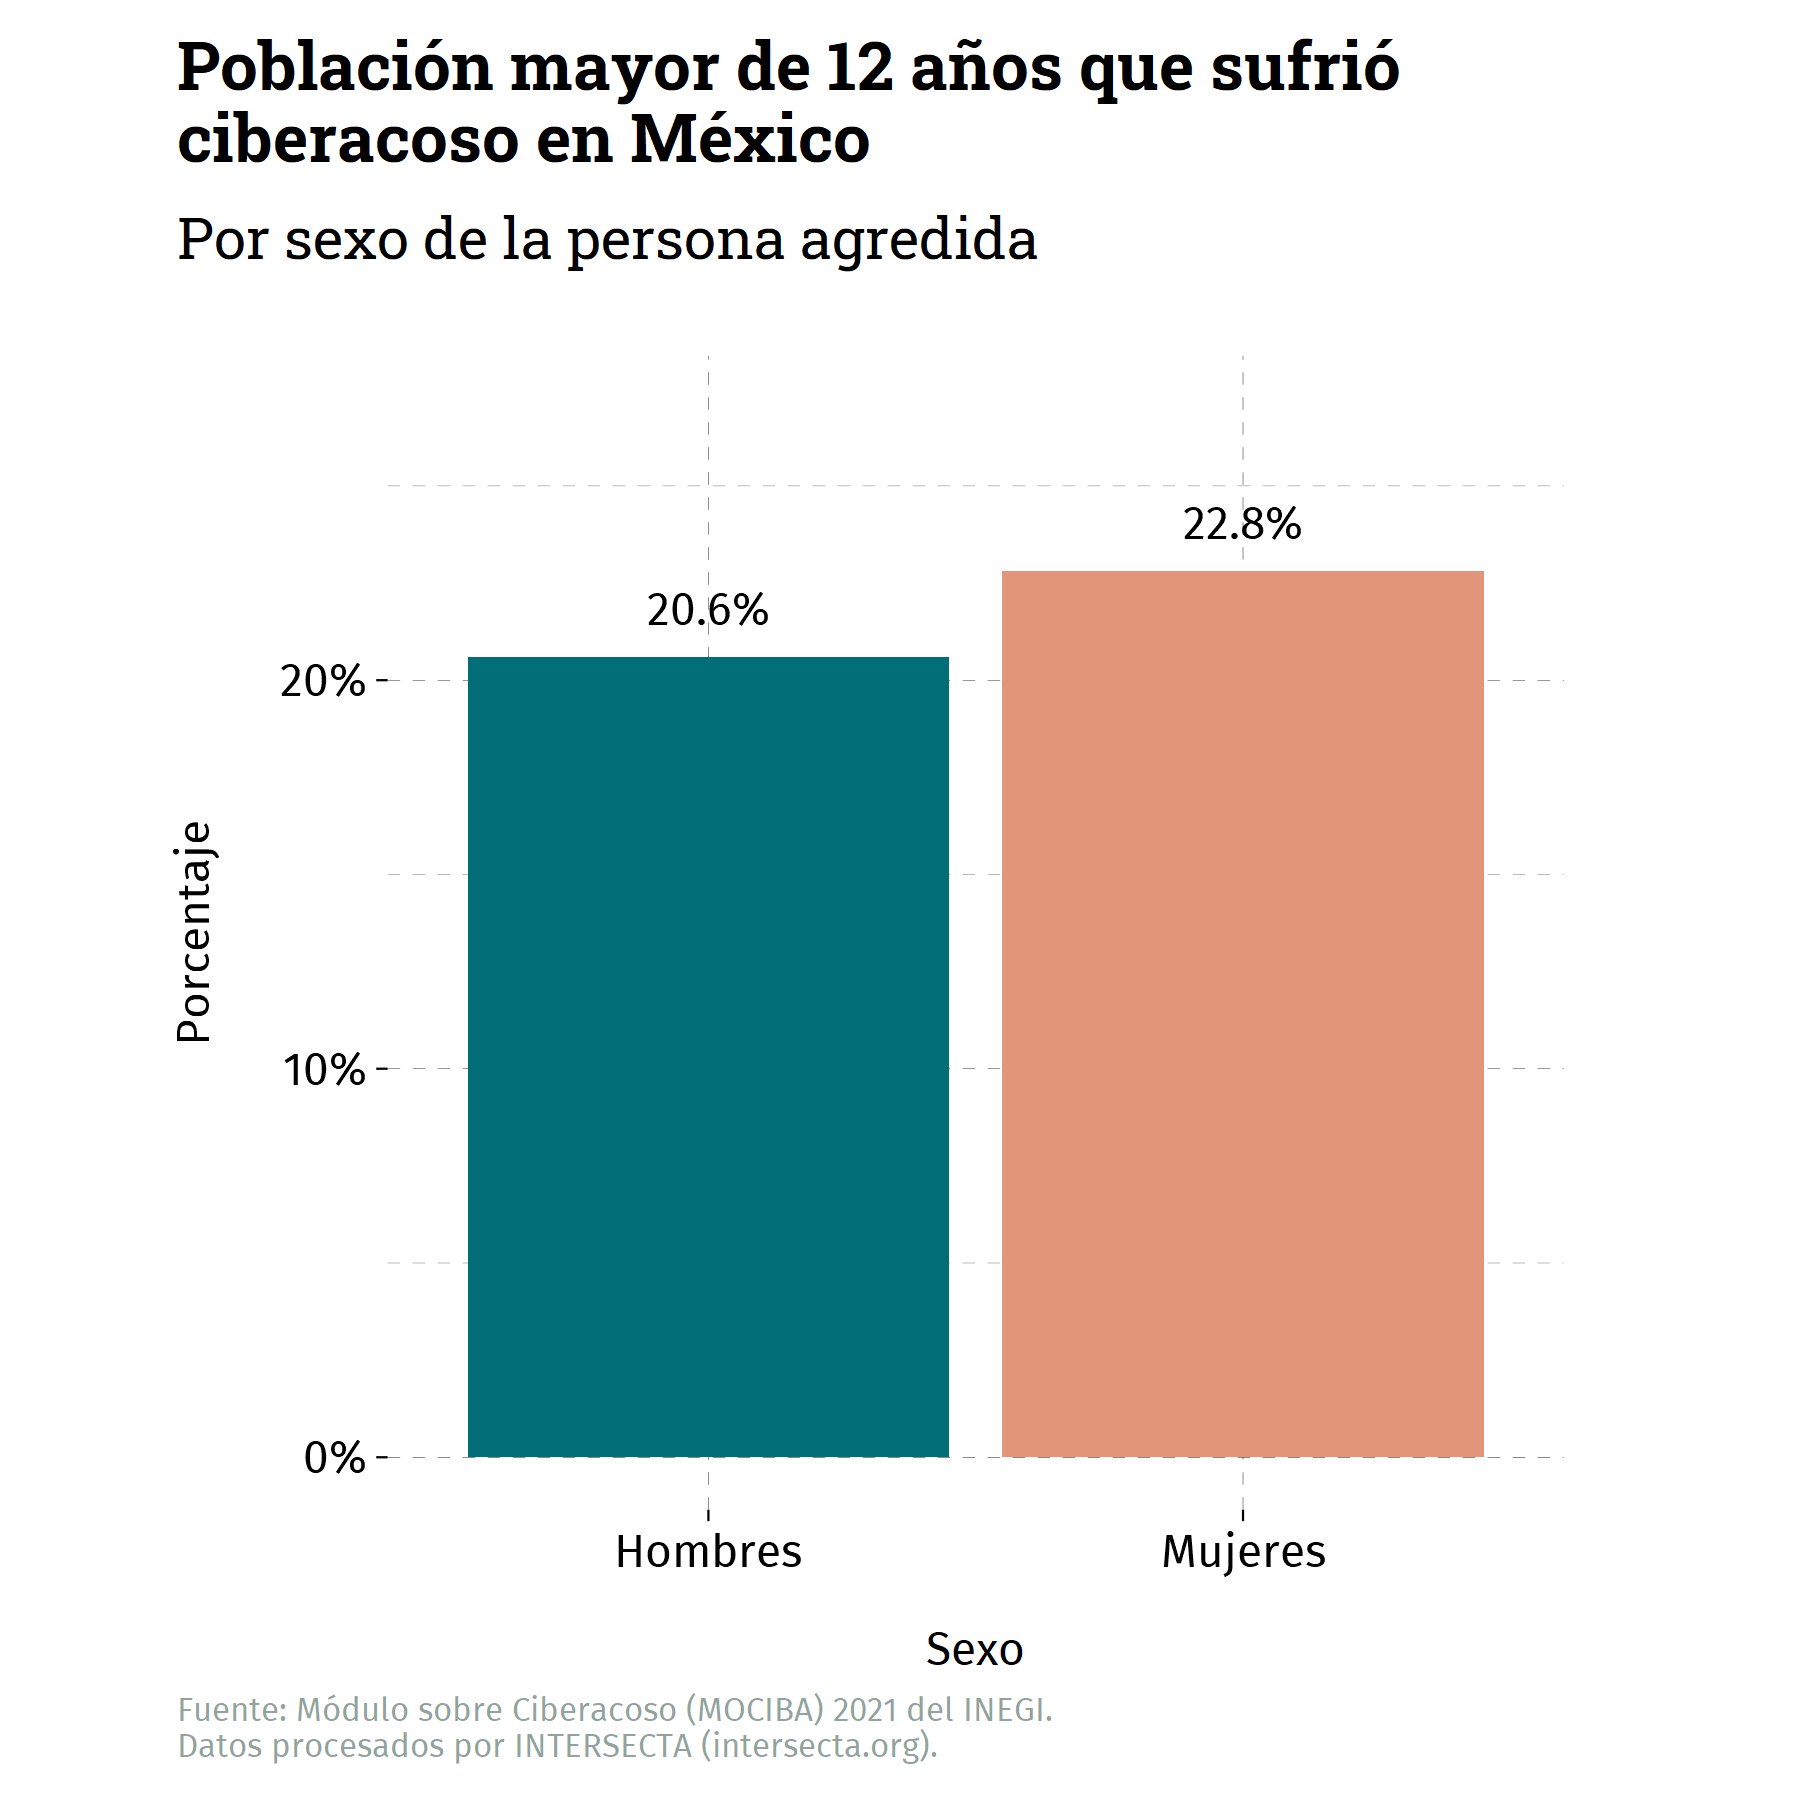 Población mayor de 12 años que sufrió
ciberacoso en México
Por sexo de la persona agredida
22.8%
20.6%
20%
10%
0%
Porcentaje
Hombres
Mujeres
Sexo
Fuente: Módulo sobre Ciberacoso (MOCIBA) 2021 del INEGI.
Datos procesados por INTERSECTA (intersecta.org).